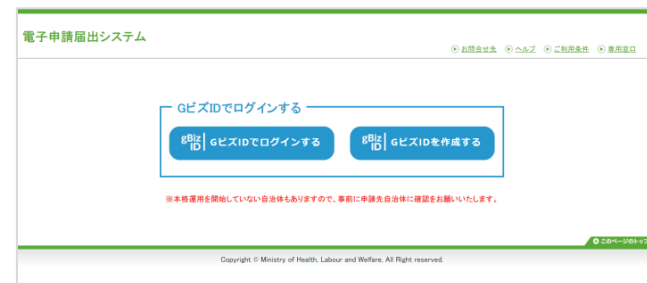 電子申請届出システム
お問合せ先 ヘルプ ご利用条件 専用窓口
GビズIDでログインする
gBiz ID GビズIDでログインする gBiz ID GビズIDを作成する
※本格運用を開始していない自治体もありますので、事前に申請先自治体に確認をお願いいたします。
このページのトップ
Copyright © Ministry of Health, Labour and Welfare, All Right reserved.